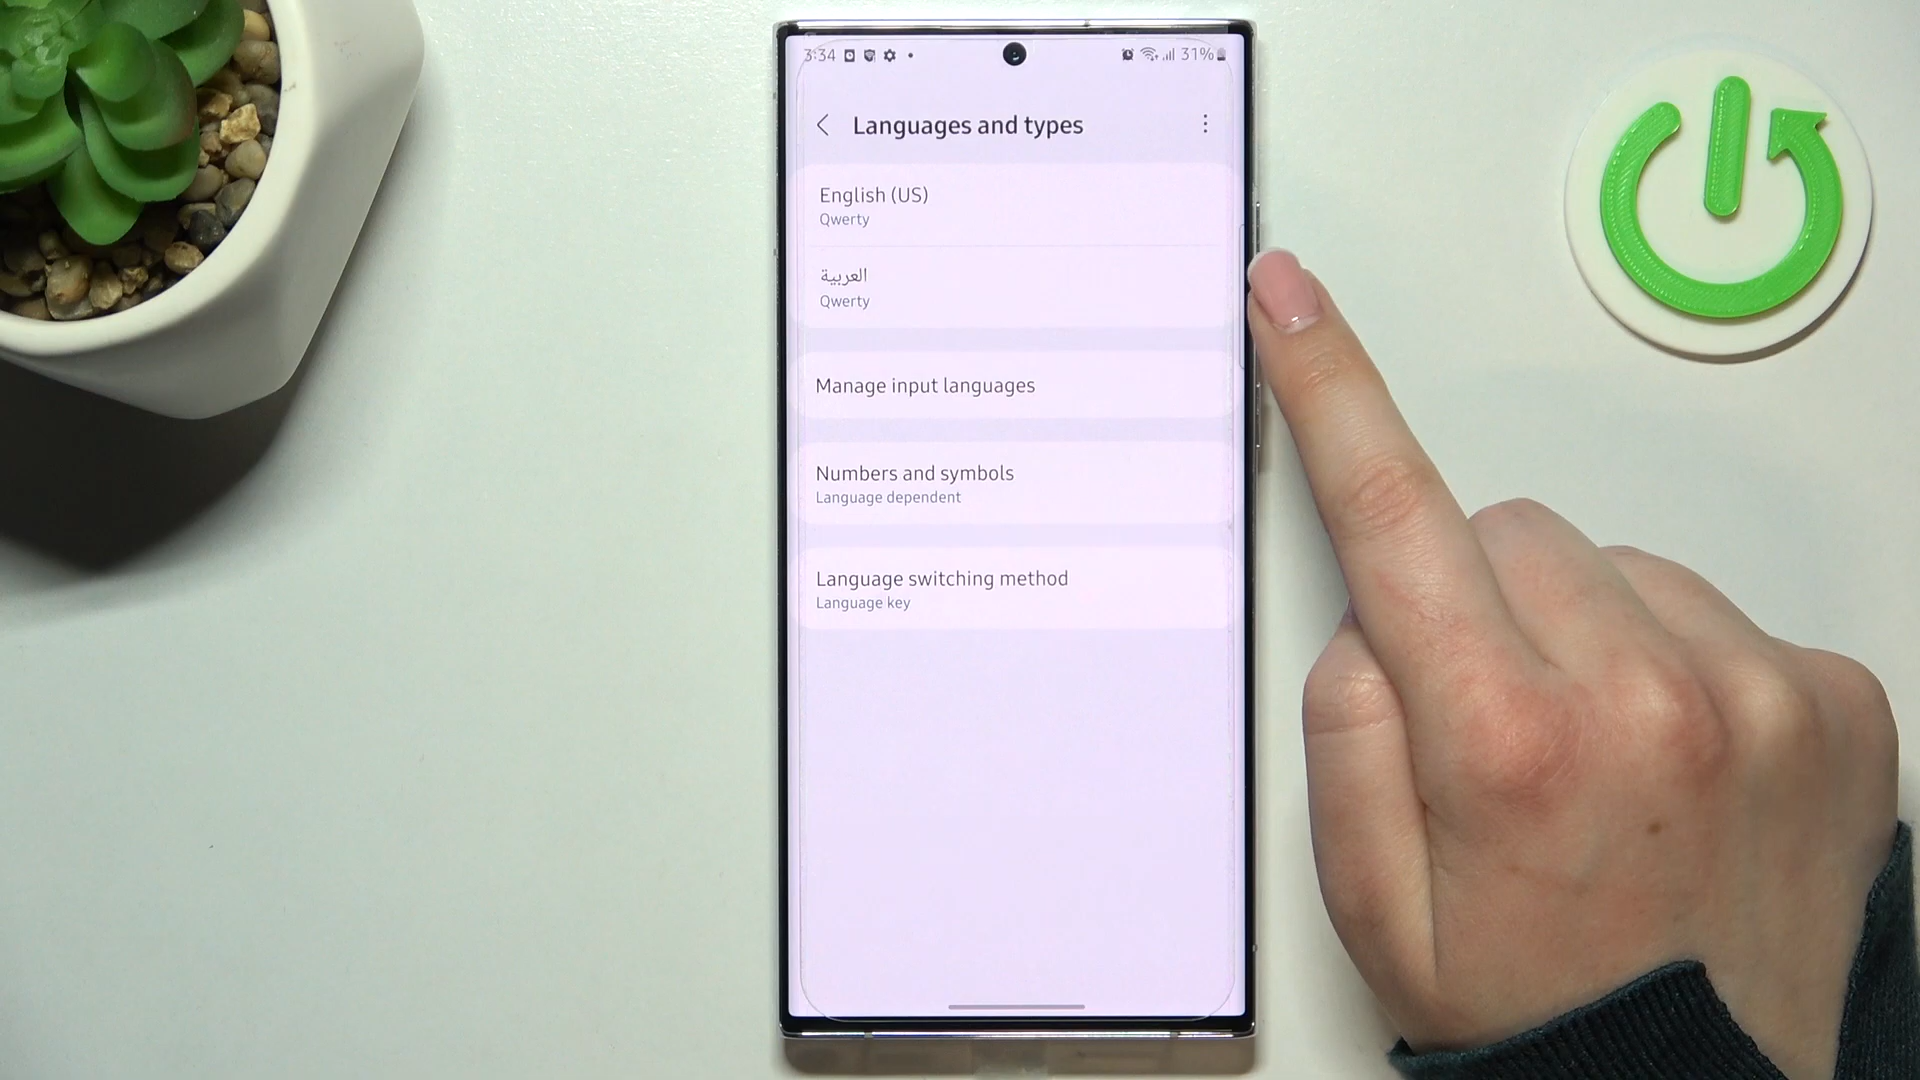 3:34
31%
Languages and types
English (US)
Qwerty
العربية
Qwerty
Manage input languages
Numbers and symbols
Language dependent
Language switching method
Language key